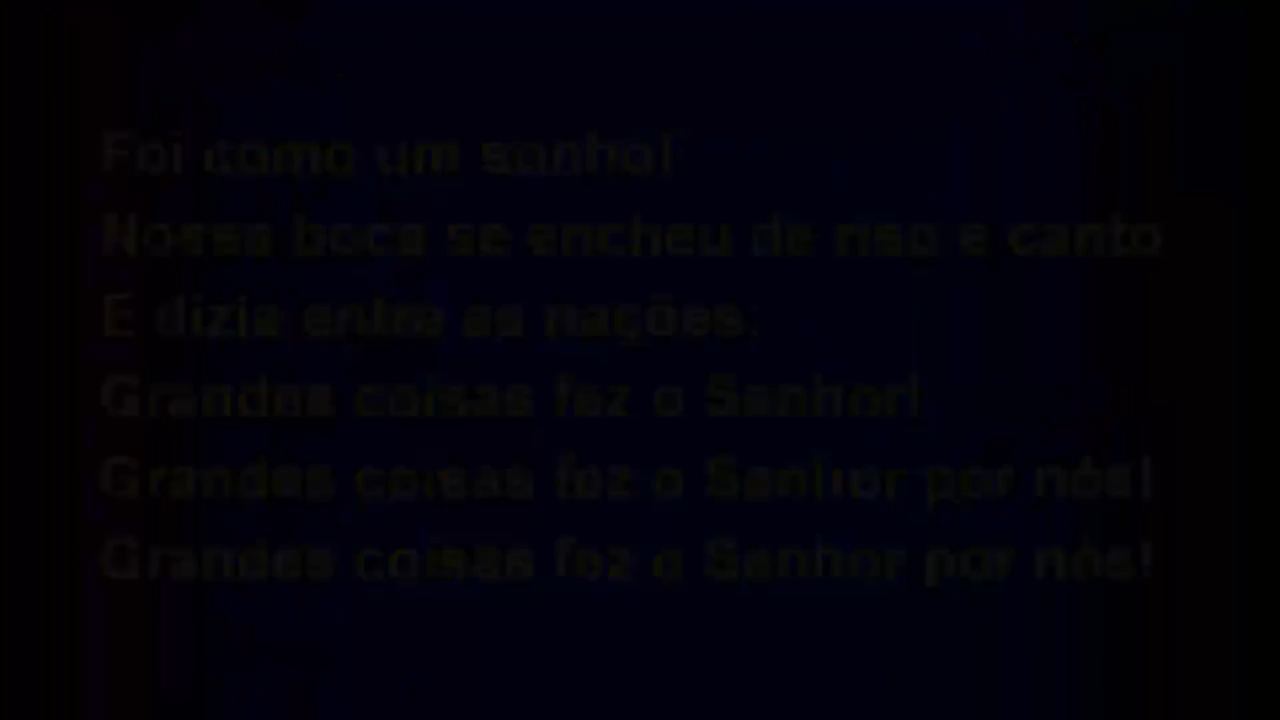 Foi como um sonho!
Nossa boca se encheu de riso e canto
E dizia entre as nações:
Grandes coisas fez o Senhor!
Grandes coisas fez o Senhor por nós!
Grandes coisas fez o Senhor por nós!